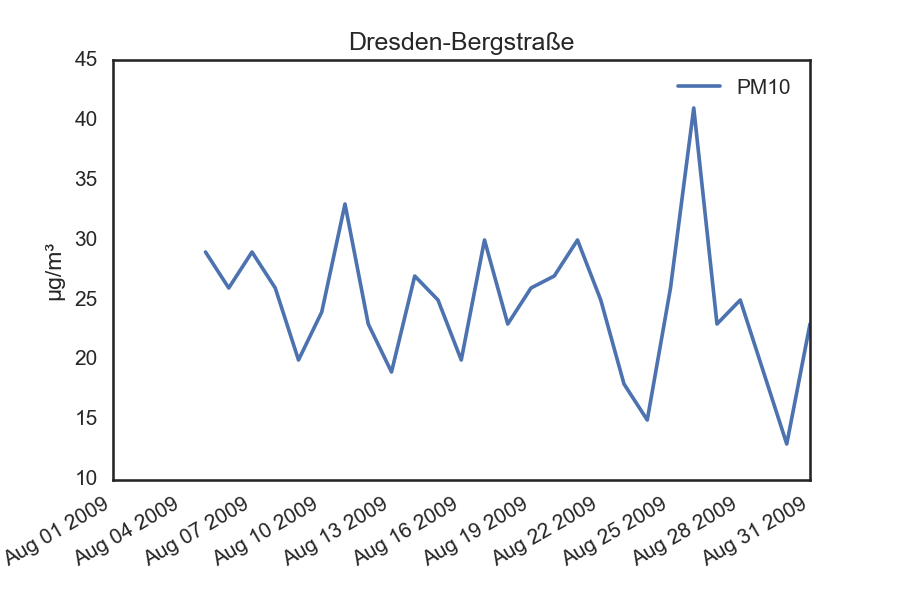 Dresden-Bergstraße
45
40
35
30
25
20
15
10
µg/m³
PM10
Aug 01 2009
Aug 04 2009
Aug 07 2009
Aug 10 2009
Aug 13 2009
Aug 16 2009
Aug 19 2009
Aug 22 2009
Aug 25 2009
Aug 28 2009
Aug 31 2009